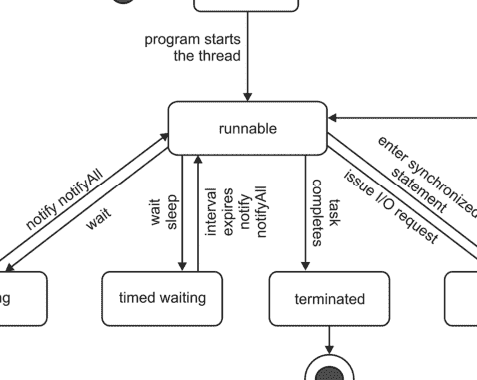 program starts
the thread
runnable
notify notifyAll
wait
wait
sleep
interval
expires
notify
notifyAll
task
completes
enter synchronized
statement
issue I/O request
timed waiting
terminated